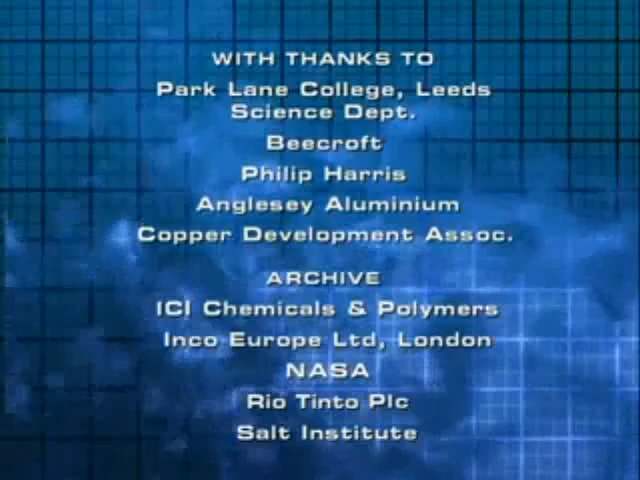 WITH THANKS TO
Park Lane College, Leeds
Science Dept.
Beecroft
Philip Harris
Anglesey Aluminium
Copper Development Assoc.
ARCHIVE
ICI Chemicals & Polymers
Inco Europe Ltd, London
NASA
Rio Tinto Plc
Salt Institute